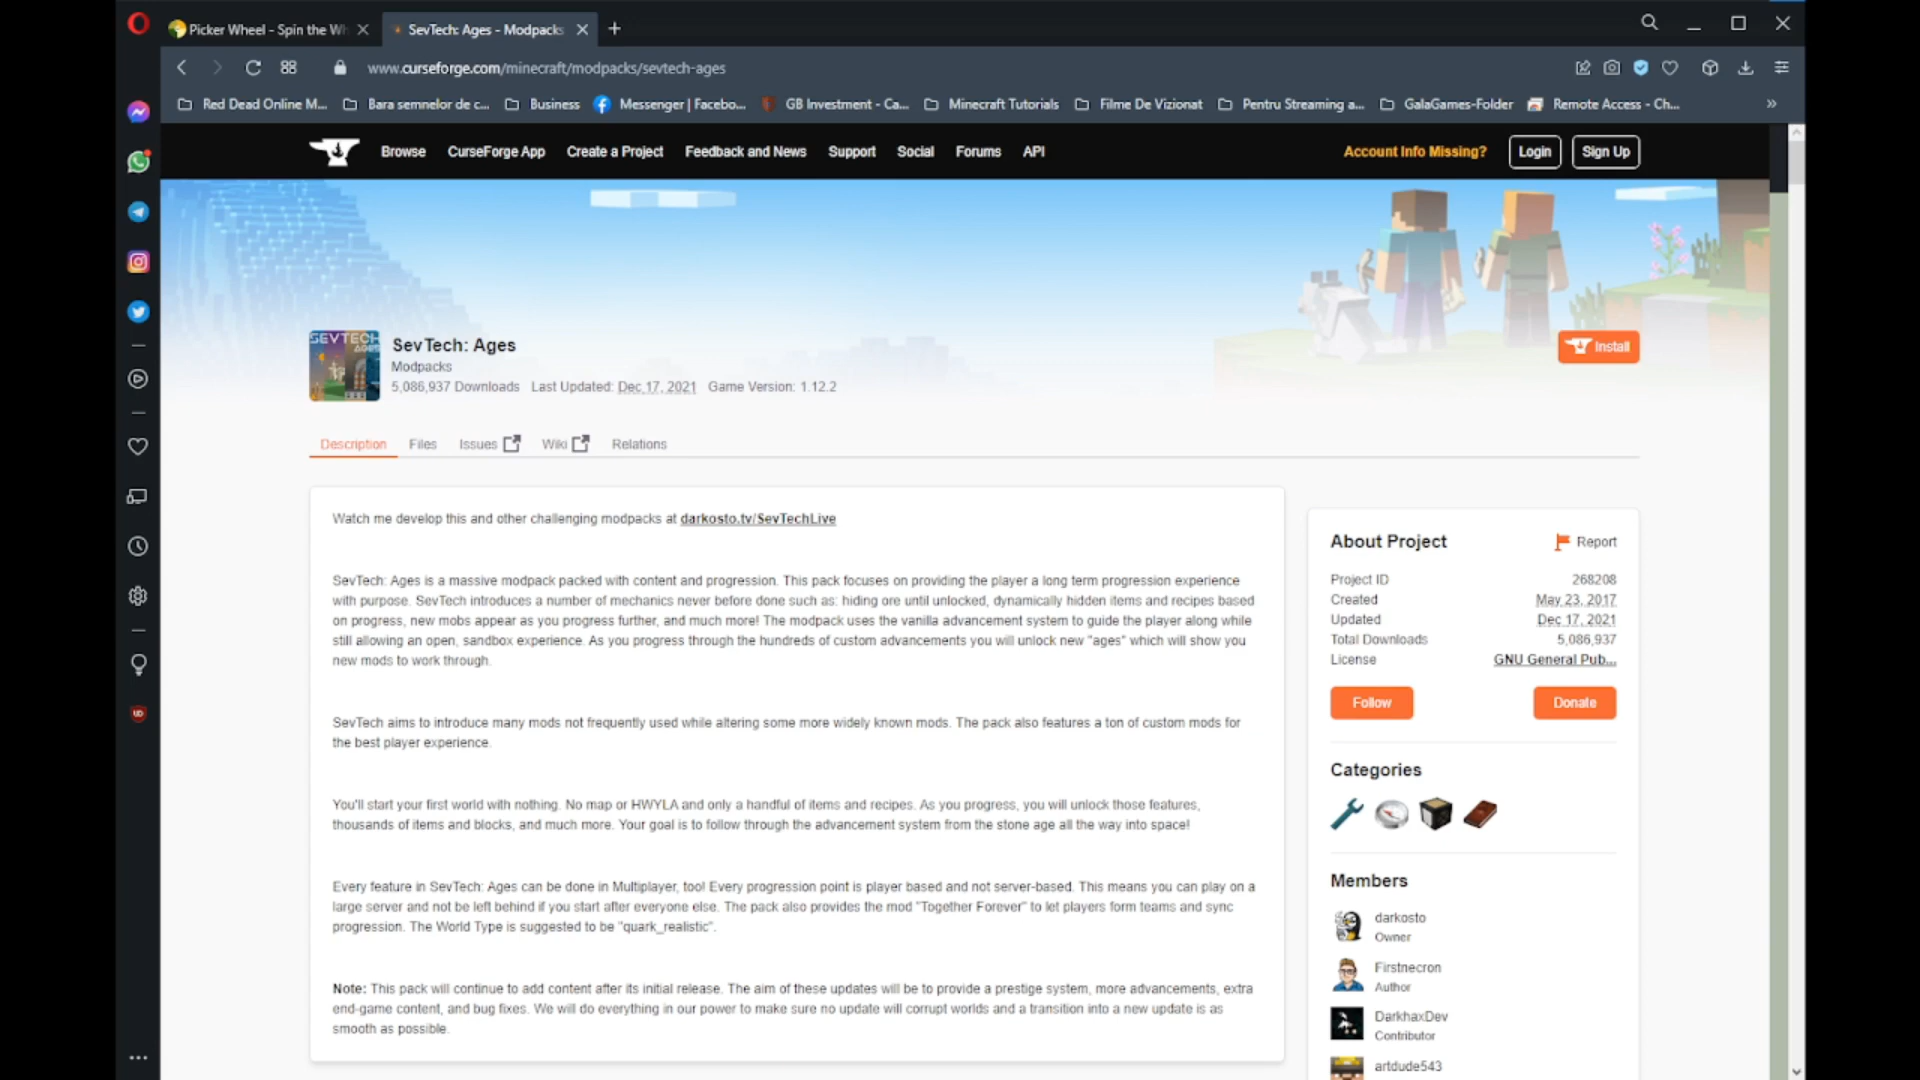 Picker Wheel - Spin the Wh
SevTech: Ages - Modpacks
www.curseforge.com/minecraft/modpacks/sevtech-ages
Red Dead Online M...
Bara semnelor de c...
Business
Messenger | Facebo...
GB Investment - Ca...
Minecraft Tutorials
Filme De Vizionat
Pentru Streaming a...
GalaGames-Folder
Remote Access - Ch...
Browse
CurseForge App
Create a Project
Feedback and News
Support
Social
Forums
API
Account Info Missing?
Login
Sign Up
SEVTECH
AGES
SevTech: Ages
Modpacks
5,086,937 Downloads Last Updated: Dec 17, 2021 Game Version: 1.12.2
Install
Description
Files
Issues
Wiki
Relations
Watch me develop this and other challenging modpacks at darkosto.tv/SevTechLive
SevTech: Ages is a massive modpack packed with content and progression. This pack focuses on providing the player a long term progression experience
with purpose. SevTech introduces a number of mechanics never before done such as: hiding ore until unlocked, dynamically hidden items and recipes based
on progress, new mobs appear as you progress further, and much more! The modpack uses the vanilla advancement system to guide the player along while
still allowing an open, sandbox experience. As you progress through the hundreds of custom advancements you will unlock new "ages" which will show you
new mods to work through.
SevTech aims to introduce many mods not frequently used while altering some more widely known mods. The pack also features a ton of custom mods for
the best player experience.
You'll start your first world with nothing. No map or HWYLA and only a handful of items and recipes. As you progress, you will unlock those features,
thousands of items and blocks, and much more. Your goal is to follow through the advancement system from the stone age all the way into space!
Every feature in SevTech: Ages can be done in Multiplayer, too! Every progression point is player based and not server-based. This means you can play on a
large server and not be left behind if you start after everyone else. The pack also provides the mod "Together Forever" to let players form teams and sync
progression. The World Type is suggested to be "quark_realistic".
Note: This pack will continue to add content after its initial release. The aim of these updates will be to provide a prestige system, more advancements, extra
end-game content, and bug fixes. We will do everything in our power to make sure no update will corrupt worlds and a transition into a new update is as
smooth as possible.
About Project
Report
Project ID 268208
Created May 23, 2017
Updated Dec 17, 2021
Total Downloads 5,086,937
License GNU General Pub...
Follow
Donate
Categories
Members
darkosto
Owner
Firstnecron
Author
DarkhaxDev
Contributor
artdude543